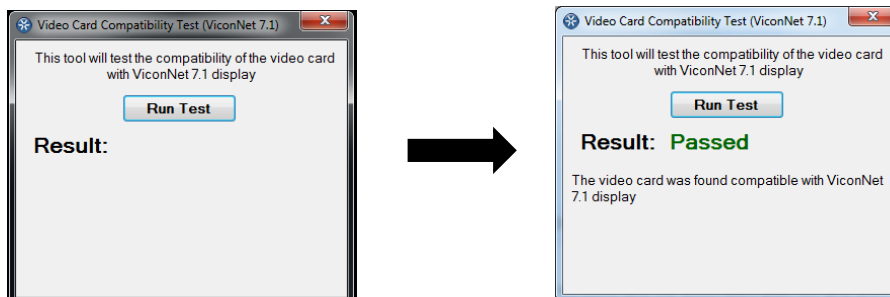 Video Card Compatibility Test (ViconNet 7.1)
This tool will test the compatibility of the video card
with ViconNet 7.1 display
Run Test
Result:
Video Card Compatibility Test (ViconNet 7.1)
This tool will test the compatibility of the video card
with ViconNet 7.1 display
Run Test
Result: Passed
The video card was found compatible with ViconNet
7.1 display